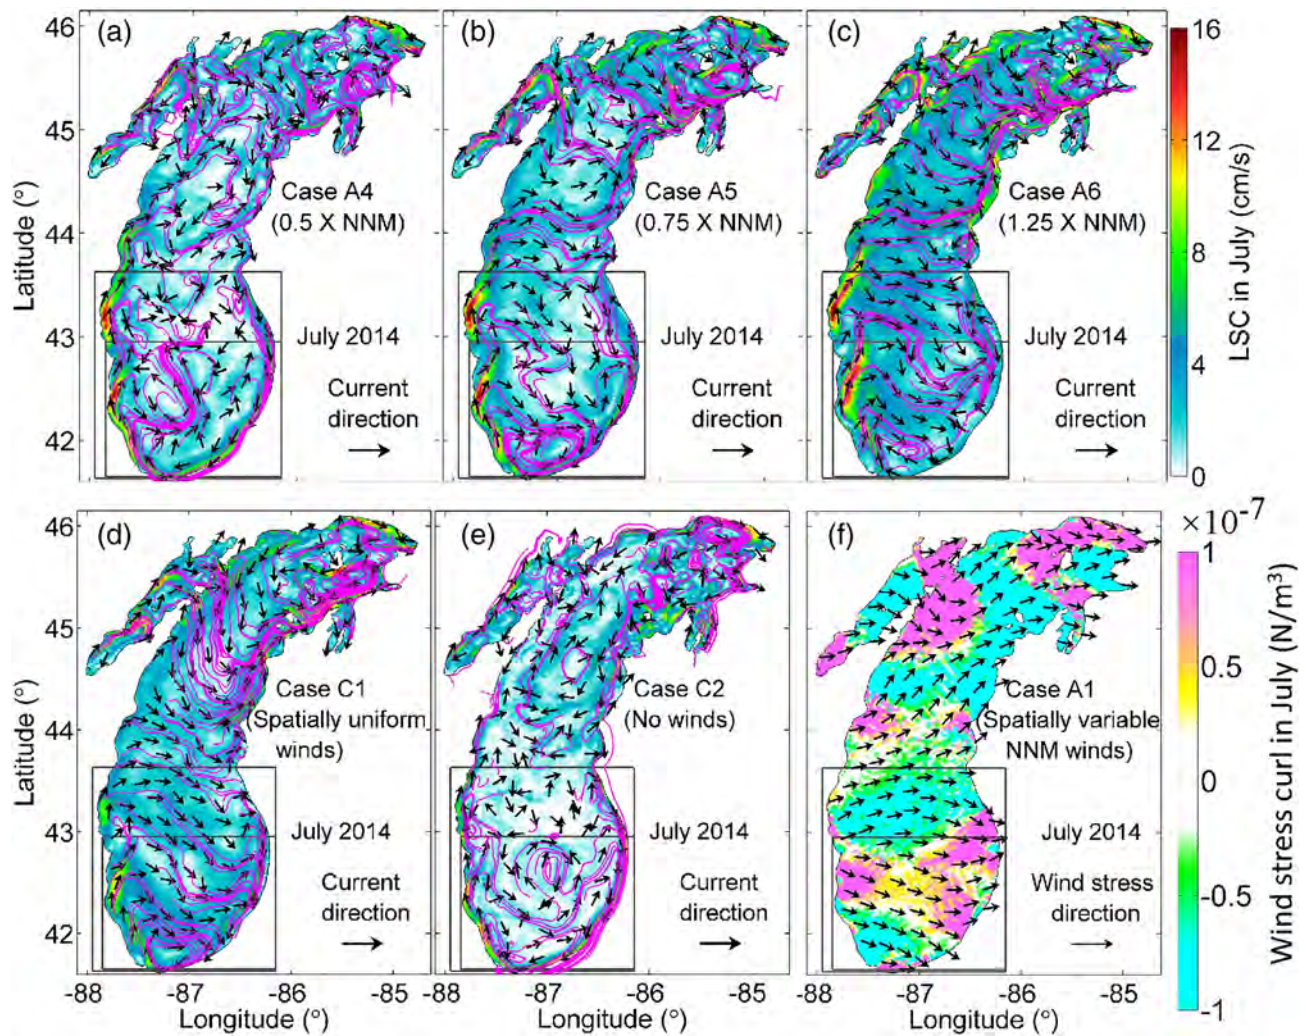 46
(a)
(b)
(c)
16
45
Case A4
(0.5 X NNM)
Case A5
(0.75 X NNM)
Case A6
(1.25 X NNM)
12
44
Latitude (°)
8
LSC in July (cm/s)
43
July 2014
July 2014
July 2014
4
Current
direction
Current
direction
Current
direction
42
0
46
(d)
(e)
(f)
×10-7
1
45
Case C1
(Spatially uniform
winds)
Case C2
(No winds)
Case A1
(Spatially variable
NNM winds)
0.5
44
Latitude (°)
0
Wind stress curl in July (N/m³)
43
July 2014
July 2014
July 2014
-0.5
Current
direction
Current
direction
Wind stress
direction
42
-1
-88 -87 -86 -85
-88 -87 -86 -85
-88 -87 -86 -85
Longitude (°)
Longitude (°)
Longitude (°)